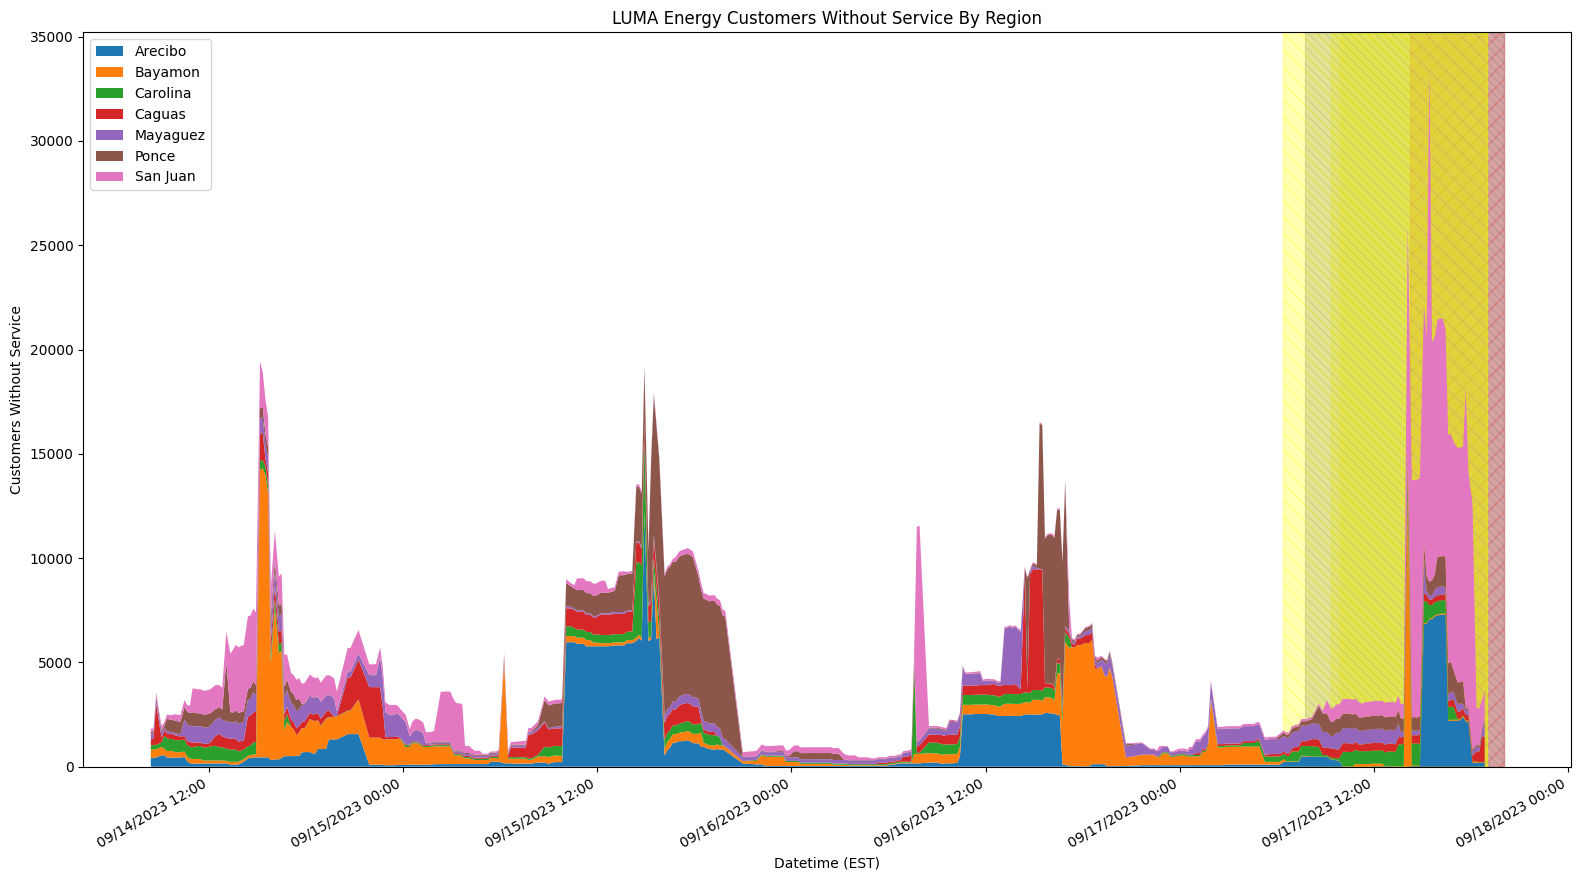 LUMA Energy Customers Without Service By Region
Customers Without Service
35000
30000
25000
20000
15000
10000
5000
0
Arecibo
Bayamon
Carolina
Caguas
Mayaguez
Ponce
San Juan
09/14/2023 12:00
09/15/2023 00:00
09/15/2023 12:00
09/16/2023 00:00
09/16/2023 12:00
09/17/2023 00:00
09/17/2023 12:00
09/18/2023 00:00
Datetime (EST)